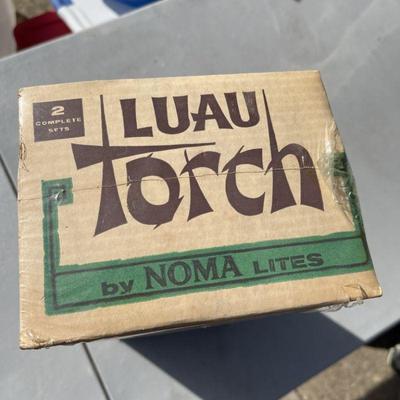 2
COMPLETE
SETS
LUAU
Torch
by NOMA LITES